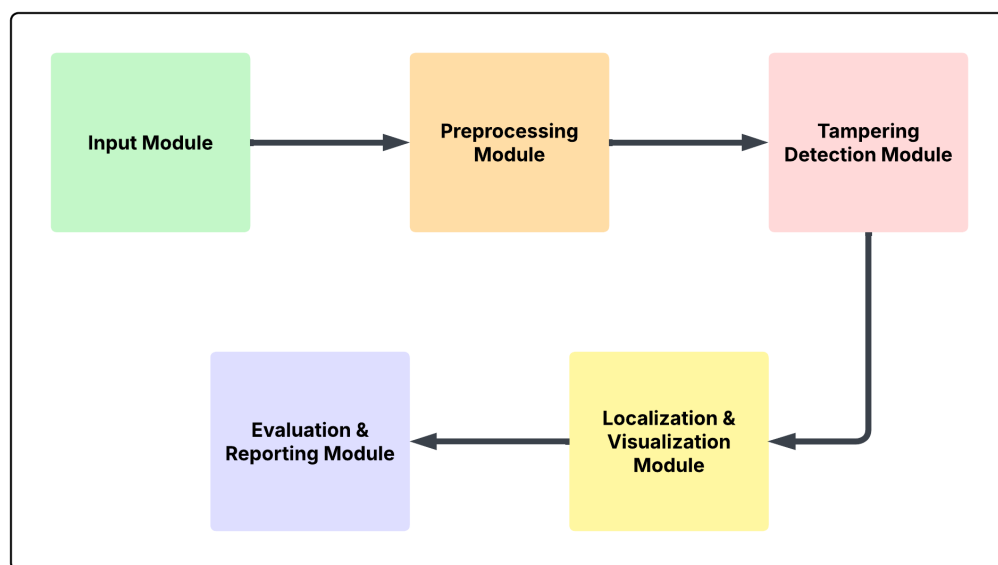 Input Module
Preprocessing
Module
Tampering
Detection Module
Localization &
Visualization
Module
Evaluation &
Reporting Module